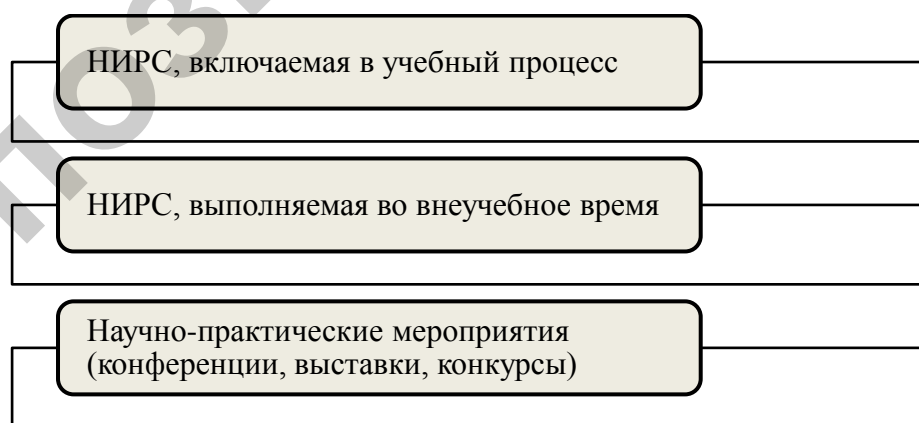 НИРС, включаемая в учебный процесс
НИРС, выполняемая во внеучебное время
Научно-практические мероприятия
(конференции, выставки, конкурсы)